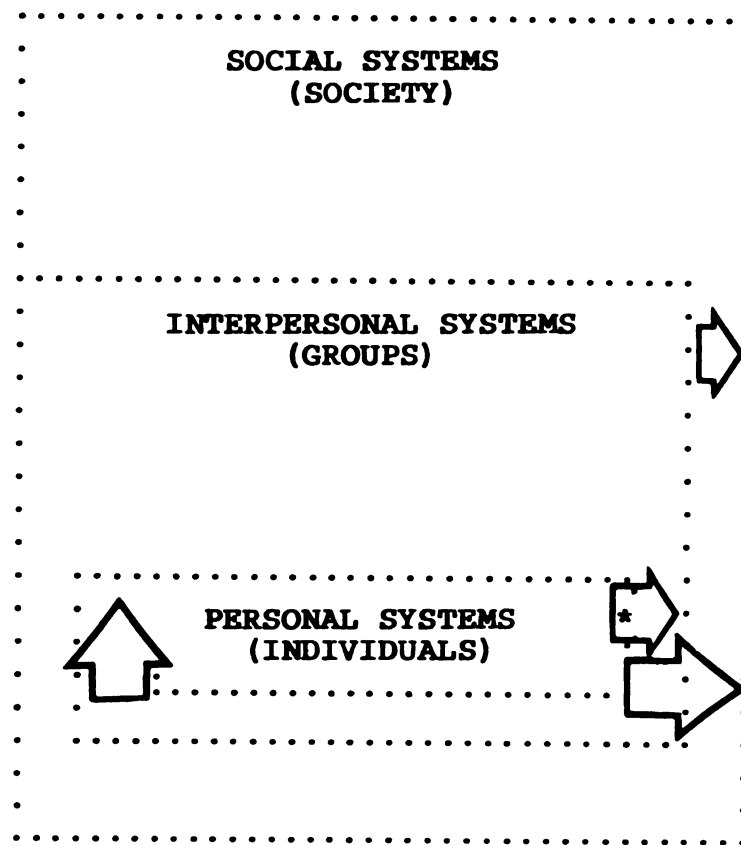 SOCIAL SYSTEMS
(SOCIETY)
INTERPERSONAL SYSTEMS
(GROUPS)
*
PERSONAL SYSTEMS
(INDIVIDUALS)